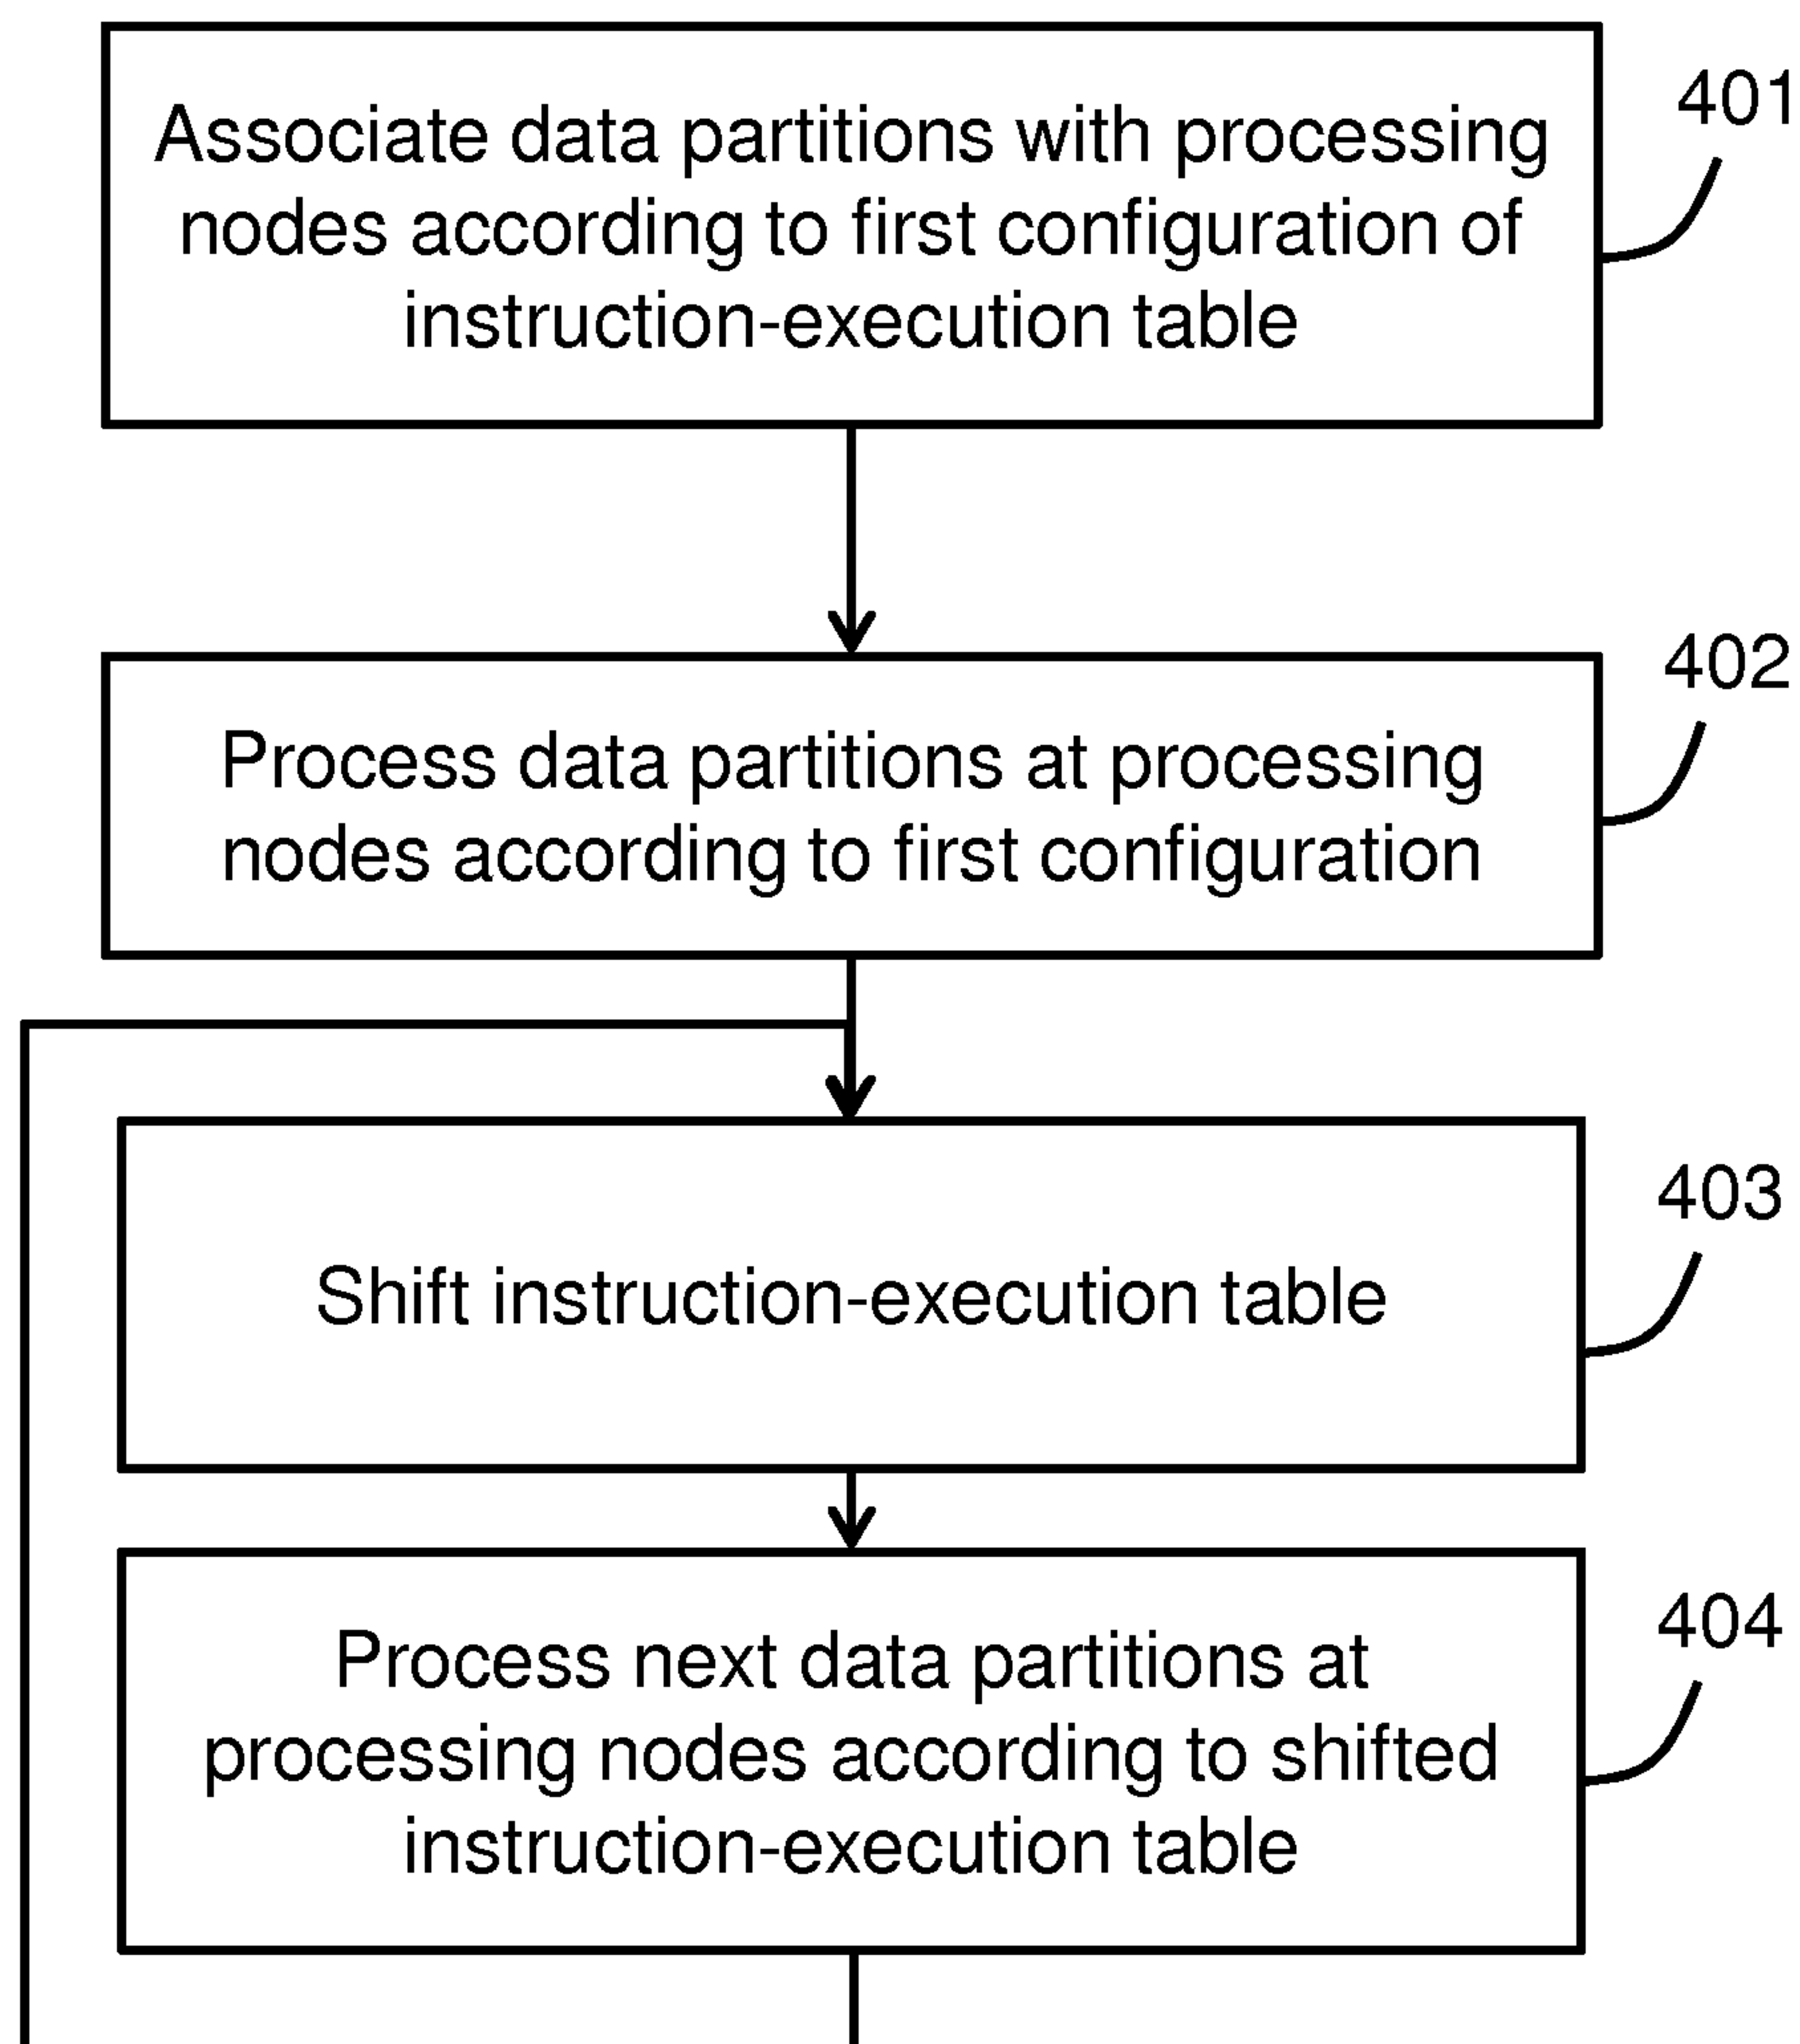 Associate data partitions with processing
nodes according to first configuration of
instruction-execution table
401
Process data partitions at processing
nodes according to first configuration
402
Shift instruction-execution table
403
Process next data partitions at
processing nodes according to shifted
instruction-execution table
404